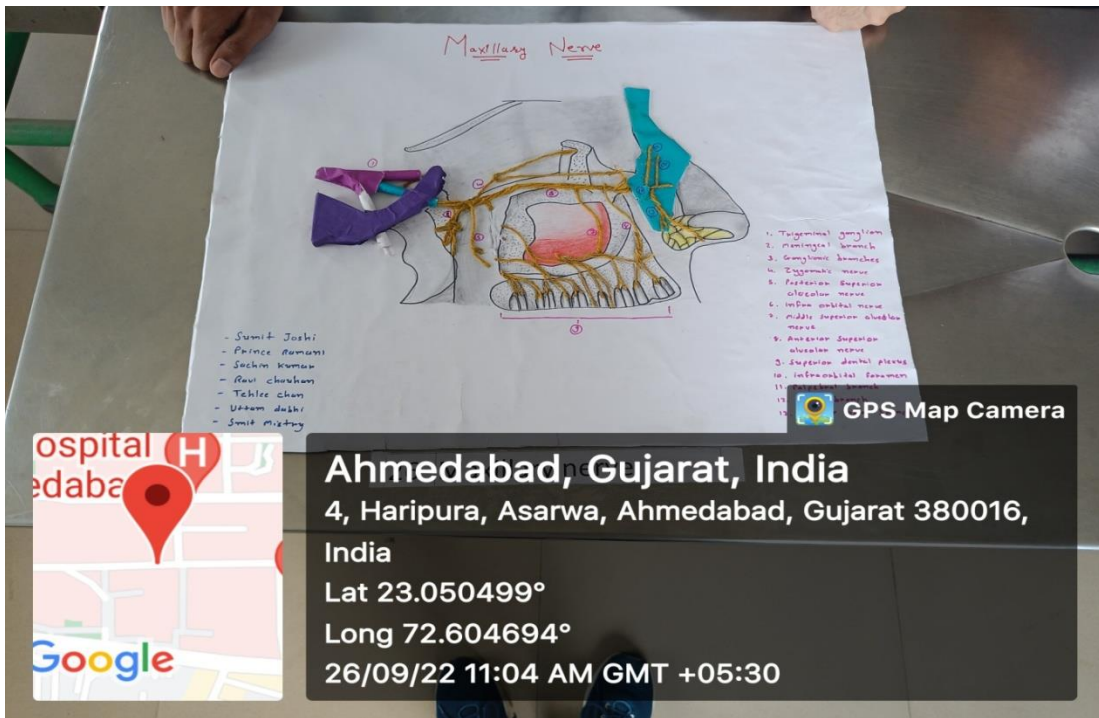 Maxillary Nerve
1. Trigeminal ganglion
2. Meningeal branch
3. Ganglionic branches
4. Zygomatic nerve
5. Posterior superior
alveolar nerve
6. infra orbital nerve
7. Middle superior alveolar
nerve
8. Anterior Superior
alveolar nerve
9. Superior dental plexus
10. infraorbital foramen
11. Palpebral branch
- Sumit Joshi
- Prince Ramani
- Sachin Kumar
- Ravi chauhan
- Uttam dabhi
- Smit Mistry
GPS Map Camera
ospital H
edaba
Google
Ahmedabad, Gujarat, India
4, Haripura, Asarwa, Ahmedabad, Gujarat 380016,
India
Lat 23.050499°
Long 72.604694°
26/09/22 11:04 AM GMT +05:30